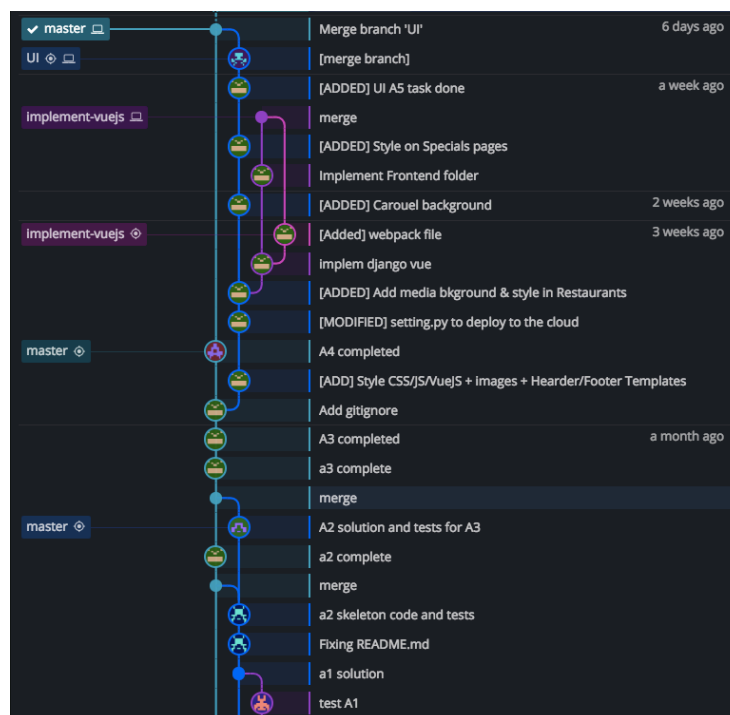 master Merge branch 'UI' 6 days ago
UI [merge branch]
[ADDED] UI A5 task done a week ago
implement-vuejs merge
[ADDED] Style on Specials pages
Implement Frontend folder
[ADDED] Carouel background 2 weeks ago
implement-vuejs [Added] webpack file 3 weeks ago
implem django vue
[ADDED] Add media bkground & style in Restaurants
[MODIFIED] setting.py to deploy to the cloud
master A4 completed
[ADD] Style CSS/JS/VueJS + images + Hearder/Footer Templates
Add gitignore
A3 completed a month ago
a3 complete
merge
master A2 solution and tests for A3
a2 complete
merge
a2 skeleton code and tests
Fixing README.md
a1 solution
test A1